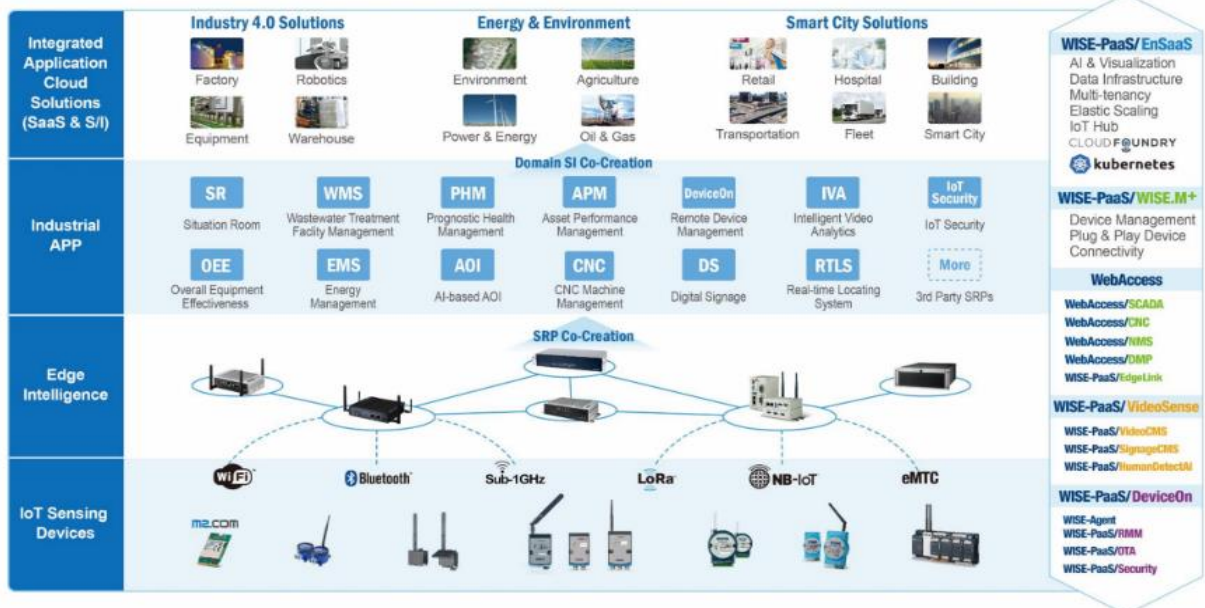 Integrated
Application
Cloud
Solutions
(SaaS & S/I)
Industry 4.0 Solutions
Energy & Environment
Smart City Solutions
Factory
Robotics
Environment
Agriculture
Retail
Hospital
Building
Equipment
Warehouse
Power & Energy
Oil & Gas
Transportation
Fleet
Smart City
Domain SI Co-Creation
Industrial
APP
SR
Situation Room
WMS
Wastewater Treatment
Faclity Management
PHM
Prognostic Health
Management
APM
Asset Performance
Management
DeviceOn
Remote Device
Management
IVA
Intelligent Video
Analytics
IoT
Security
IoT Security
OEE
Overall Equipment
Effectiveness
EMS
Energy
Management
AOI
AI-based AOI
CNC
CNC Machine
Management
DS
Digital Signage
RTLS
Real-time Locating
System
More
3rd Party SRPs
SRP Co-Creation
Edge
Intelligence
IoT Sensing
Devices
WiFi
Bluetooth
Sub-1GHz
LoRa
NB-IoT
eMTC
m2.com
WISE-PaaS/EnSaaS
AI & Visualization
Data Infrastructure
Multi-tenancy
Elastic Scaling
IoT Hub
CLOUD FOUNDRY
kubernetes
WISE-PaaS/WISE.M+
Device Management
Plug & Play Device
Connectivity
WebAccess
WebAccess/SCADA
WebAccess/CNC
WebAccess/NMS
WebAccess/DMP
WISE-PaaS/EdgeLink
WISE-PaaS/VideoSense
WISE-PaaS/VideoCMS
WISE-PaaS/SignageCMS
WISE-PaaS/HumanDetectAI
WISE-PaaS/DeviceOn
WISE-Agent
WISE-PaaS/RMM
WISE-PaaS/OTA
WISE-PaaS/Security